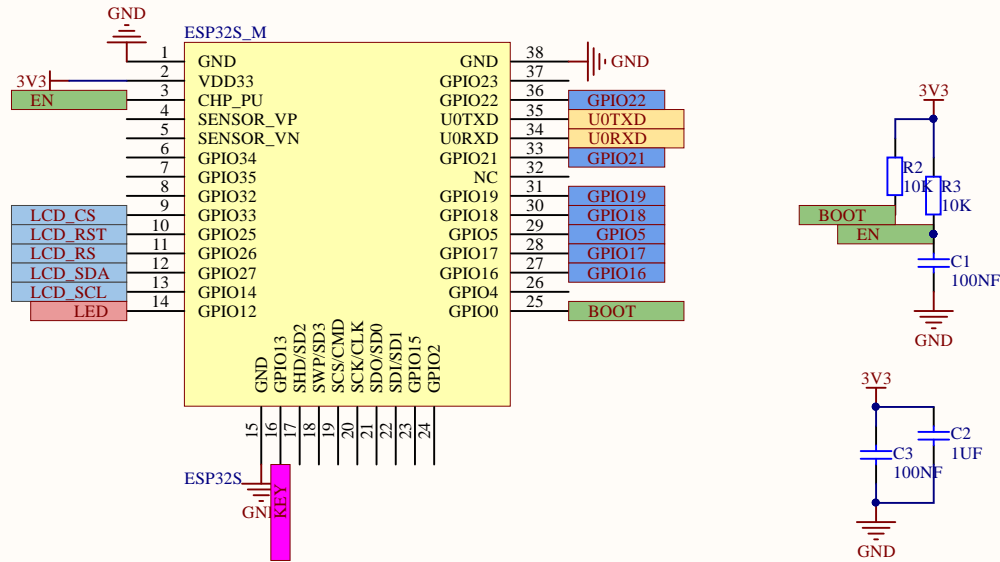 GND
ESP32S_M
1 GND
GND 38 GND
3V3 2 VDD33
GPIO23 37
EN 3 CHP_PU
GPIO22 36 GPIO22
4 SENSOR_VP
U0TXD 35 U0TXD
5 SENSOR_VN
U0RXD 34 U0RXD
6 GPIO34
GPIO21 33 GPIO21
7 GPIO35
NC 32
8 GPIO32
GPIO19 31 GPIO19
LCD_CS 9 GPIO33
GPIO18 30 GPIO18
LCD_RST 10 GPIO25
GPIO5 29 GPIO5
LCD_RS 11 GPIO26
GPIO17 28 GPIO17
LCD_SDA 12 GPIO27
GPIO16 27 GPIO16
LCD_SCL 13 GPIO14
GPIO4 26
LED 14 GPIO12
GPIO0 25 BOOT
GND
GPIO13
SHD/SD2
SWP/SD3
SCS/CMD
SCK/CLK
SDO/SD0
SDI/SD1
GPIO15
GPIO2
15
16
17
18
19
20
21
22
23
24
ESP32S
GND
KEY
3V3
R2
10K
R3
10K
BOOT
EN
C1
100NF
GND
3V3
C2
1UF
C3
100NF
GND